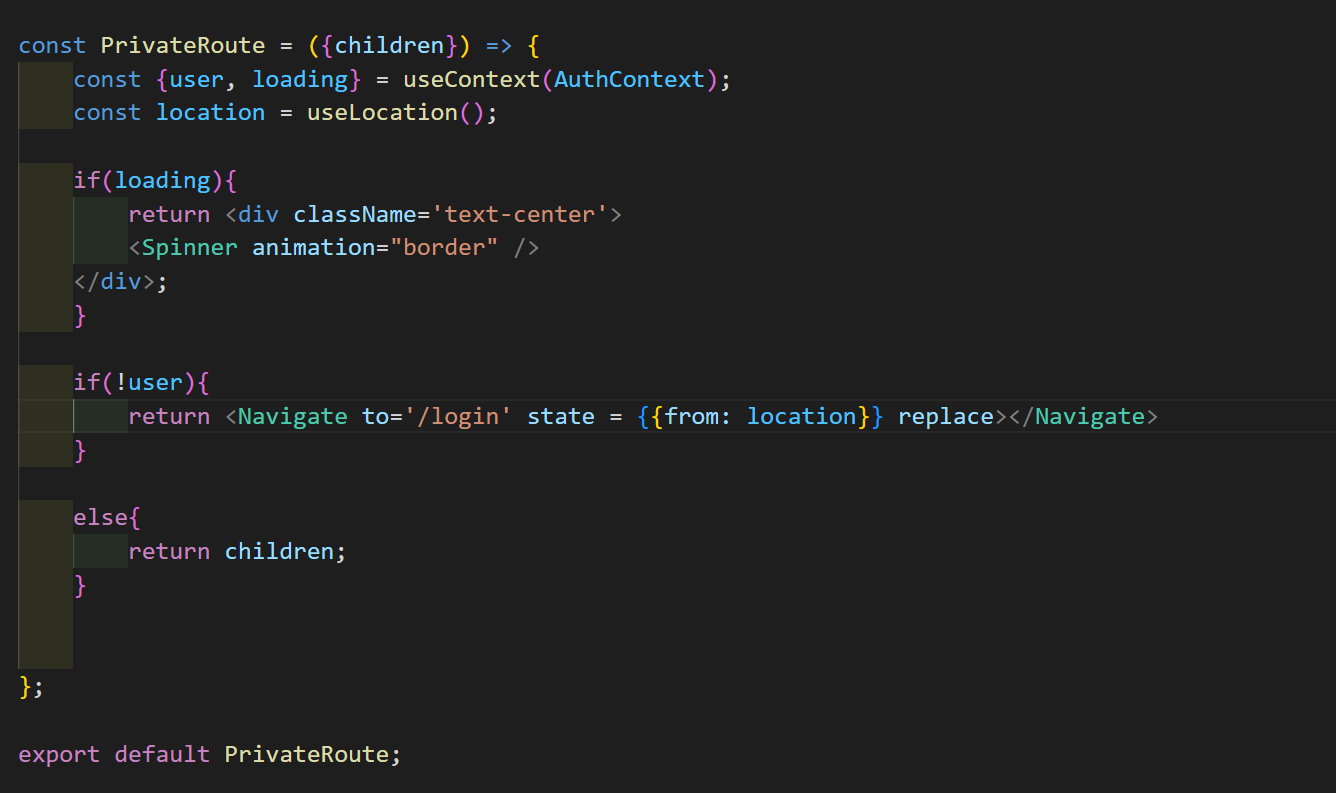 const PrivateRoute = ({children}) => {
    const {user, loading} = useContext(AuthContext);
    const location = useLocation();

    if(loading){
        return <div className='text-center'>
        <Spinner animation="border" />
    </div>;
    }

    if(!user){
        return <Navigate to='/login' state = {{from: location}} replace></Navigate>
    }

    else{
        return children;
    }


};

export default PrivateRoute;